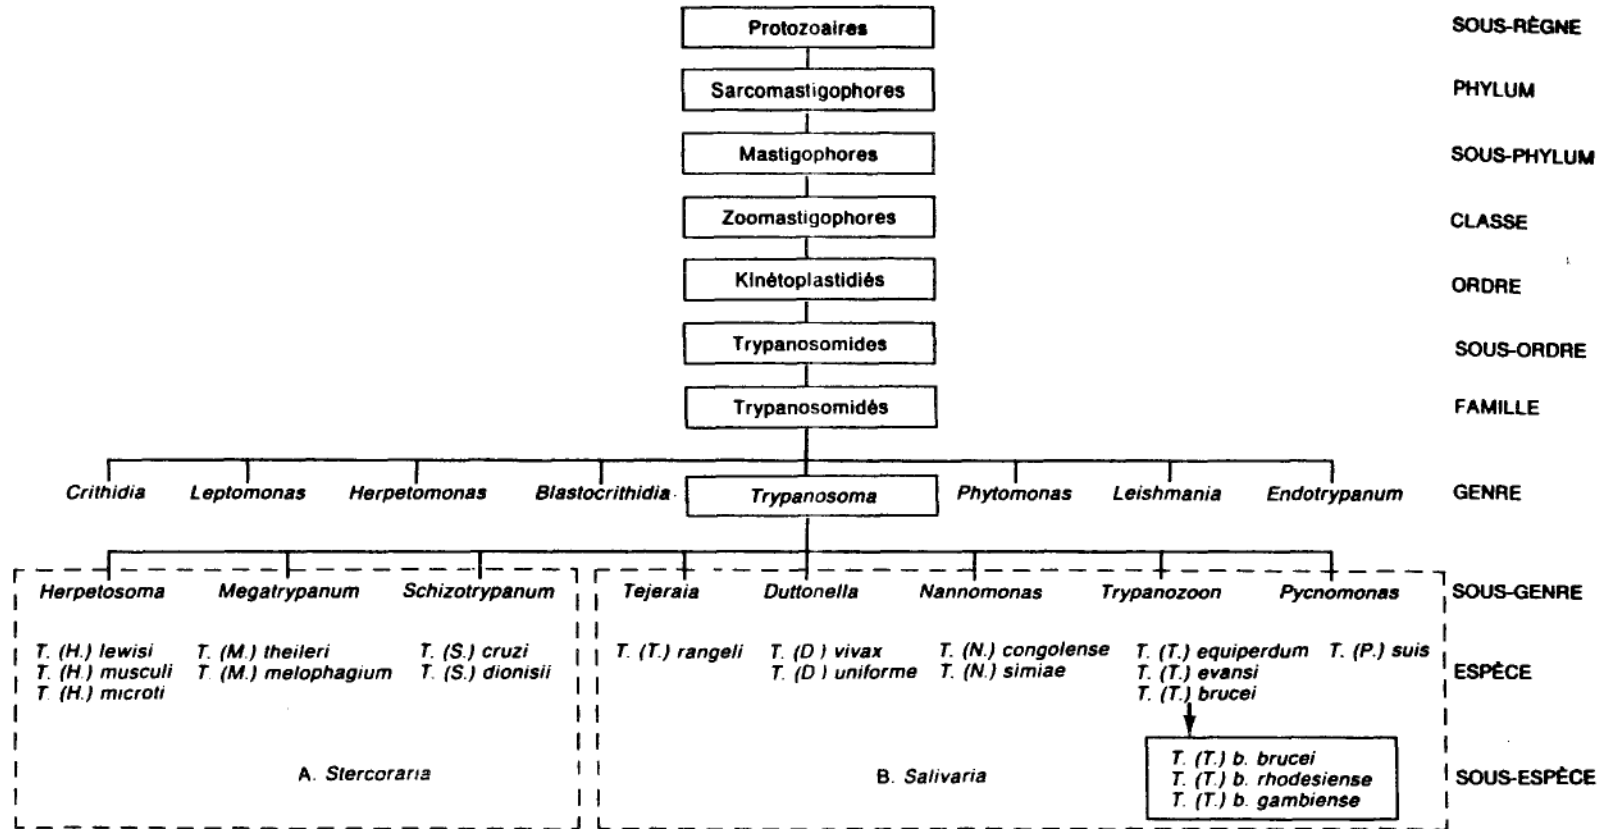 Protozoaires SOUS-RÈGNE
Sarcomastigophores PHYLUM
Mastigophores SOUS-PHYLUM
Zoomastigophores CLASSE
Kinétoplastidiés ORDRE
Trypanosomides SOUS-ORDRE
Trypanosomidés FAMILLE
Crithidia Leptomonas Herpetomonas Blastocrithidia Trypanosoma Phytomonas Leishmania Endotrypanum GENRE
Herpetosoma Megatrypanum Schizotrypanum Tejeraia Duttonella Nannomonas Trypanozoon Pycnomonas SOUS-GENRE
T. (H.) lewisi T. (M.) theileri T. (S.) cruzi T. (T.) rangeli T. (D ) vivax T. (N.) congolense T. (T.) equiperdum T. (P.) suis
T. (H.) musculi T. (M.) melophagium T. (S.) dionisii T. (D ) uniforme T. (N.) simiae T. (T.) evansi ESPÈCE
T. (H.) microti T. (T.) brucei
T. (T.) b. brucei
A. Stercoraria B. Salivaria T. (T.) b. rhodesiense SOUS-ESPÈCE
T. (T.) b. gambiense